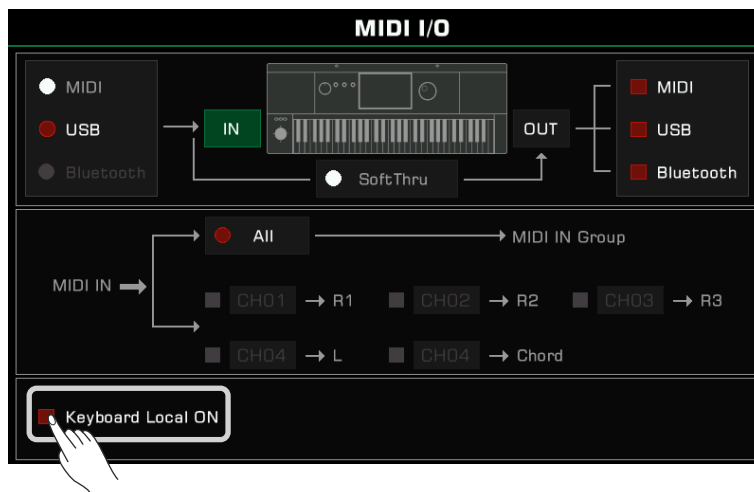 MIDI I/O
MIDI
USB
Bluetooth
IN
OUT
SoftThru
MIDI
USB
Bluetooth
MIDI IN
All
MIDI IN Group
CH01 R1 CH02 R2 CH03 R3
CH04 L CH04 Chord
Keyboard Local ON